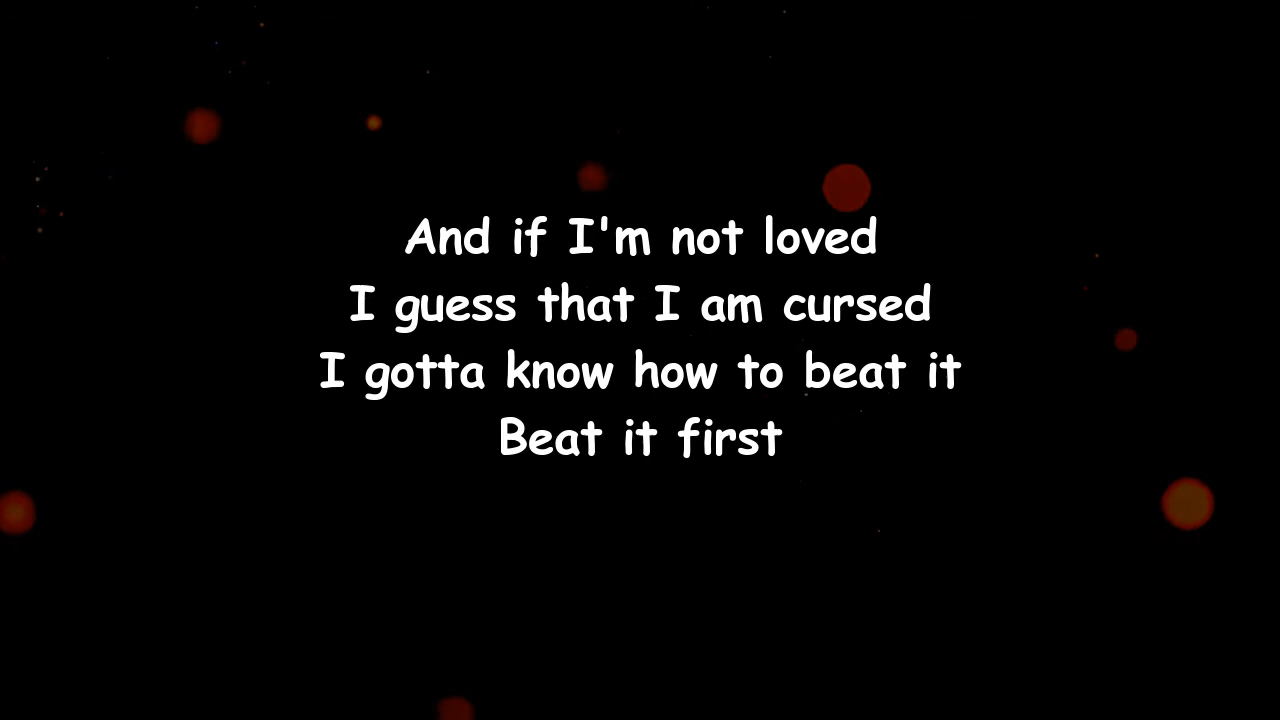 And if I'm not loved
I guess that I am cursed
I gotta know how to beat it
Beat it first